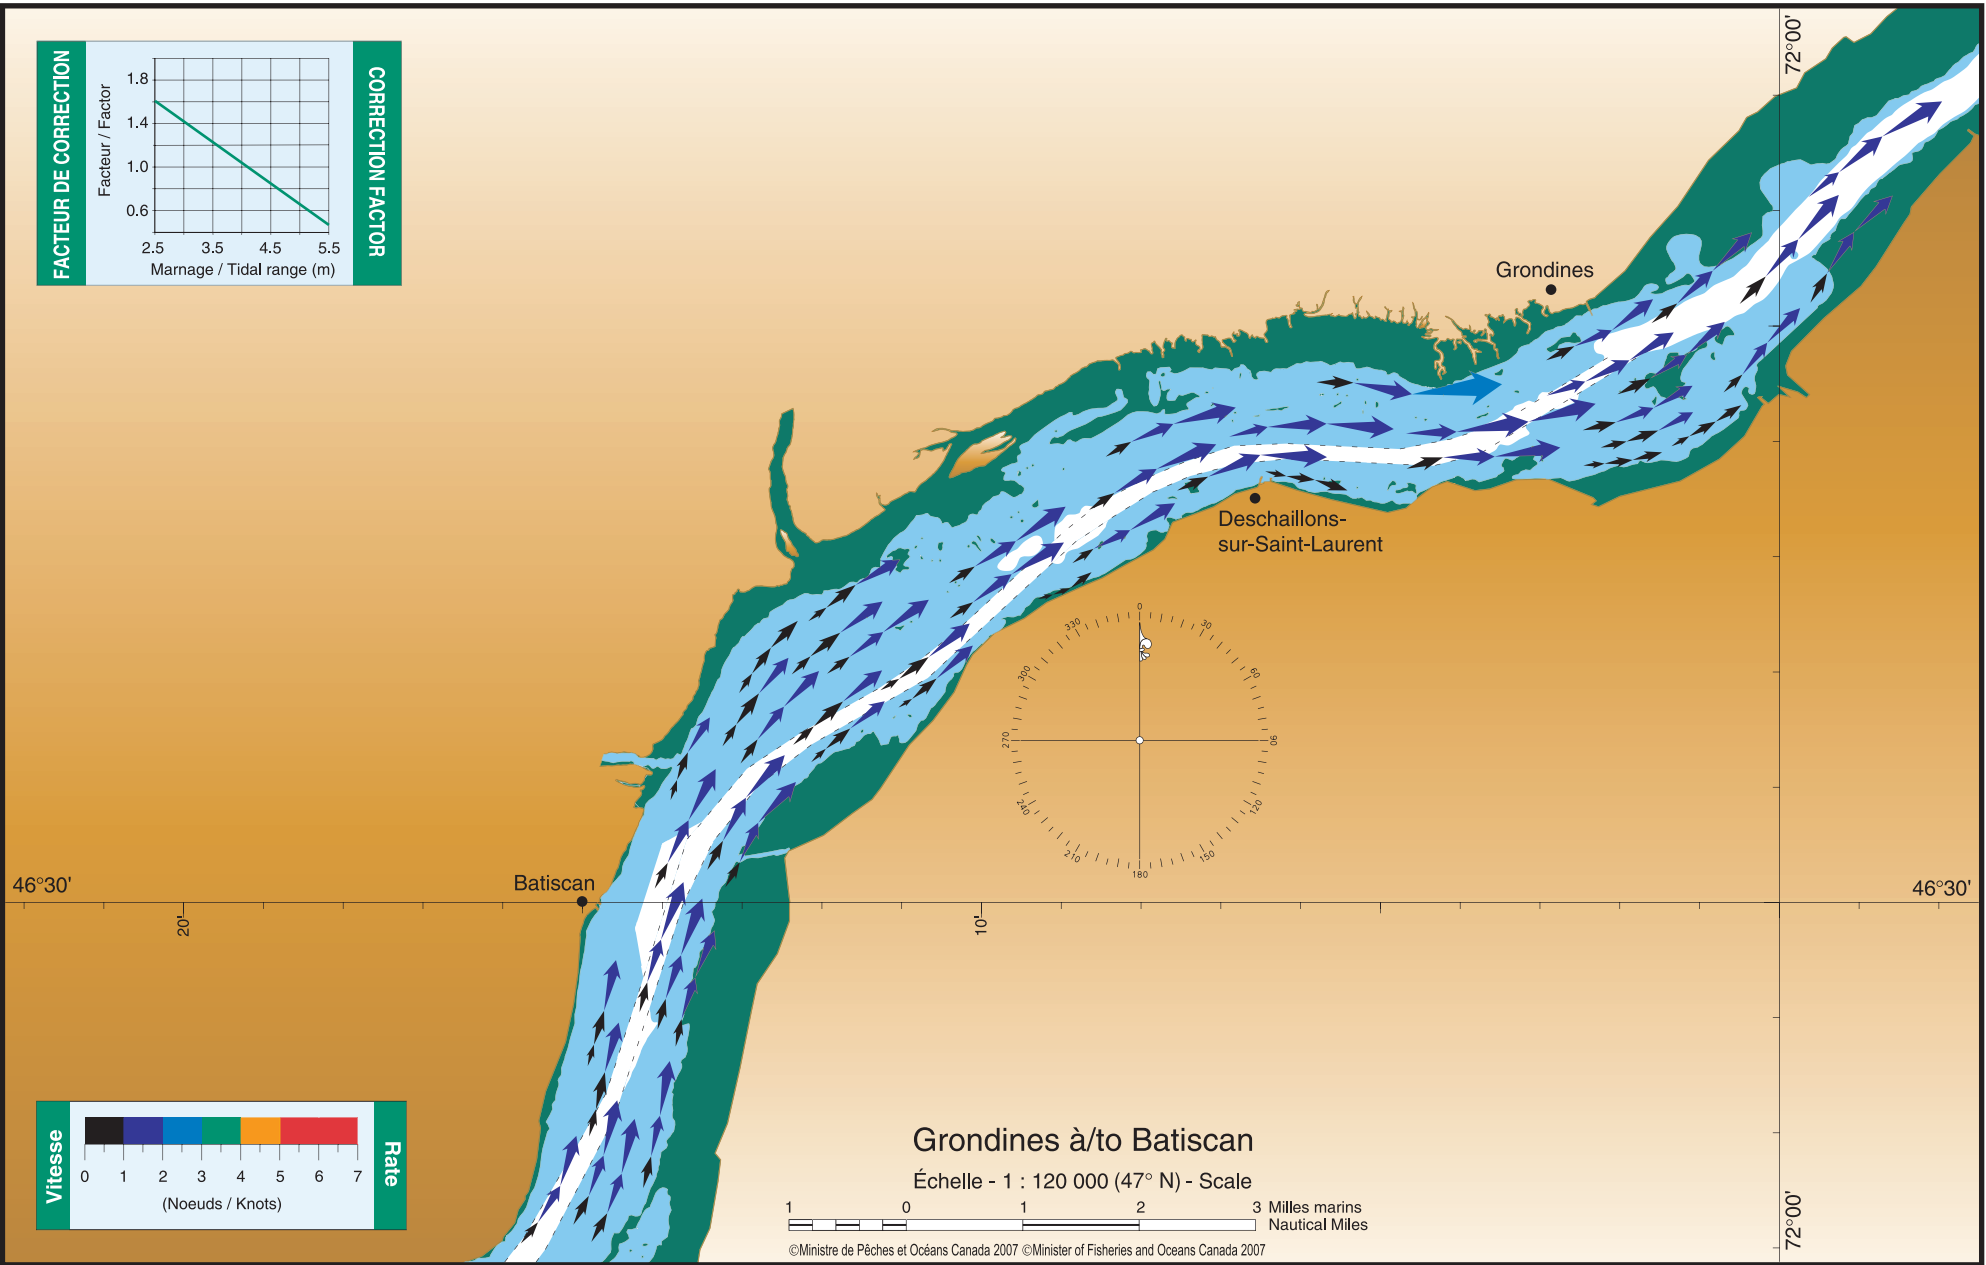 FACTEUR DE CORRECTION
Facteur / Factor
1.8
1.4
1.0
0.6
2.5 3.5 4.5 5.5
Marnage / Tidal range (m)
CORRECTION FACTOR
72°00'
Grondines
Deschaillons-
sur-Saint-Laurent
0
30
60
90
120
150
180
210
240
270
300
330
Batiscan
46°30'
46°30'
20'
10'
Vitesse
0 1 2 3 4 5 6 7
(Noeuds / Knots)
Rate
Grondines à/to Batiscan
Échelle - 1 : 120 000 (47° N) - Scale
1 0 1 2 3 Milles marins
Nautical Miles
©Ministre de Pêches et Océans Canada 2007 ©Minister of Fisheries and Oceans Canada 2007
72°00'